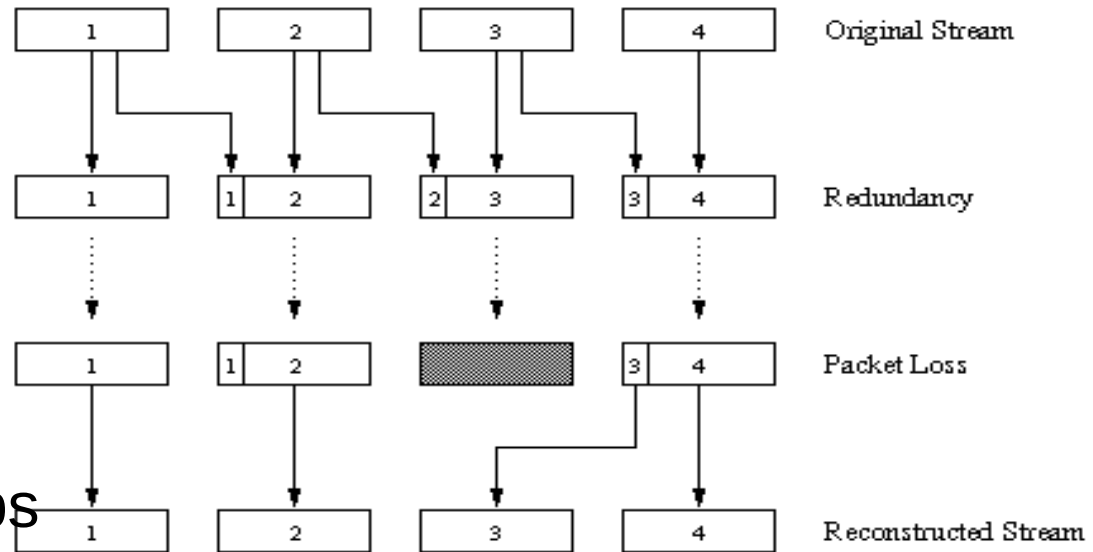 1 2 3 4 Original Stream
1 1 2 2 3 3 4 Redundancy
1 1 2 3 4 Packet Loss
ps
1 2 3 4 Reconstructed Stream